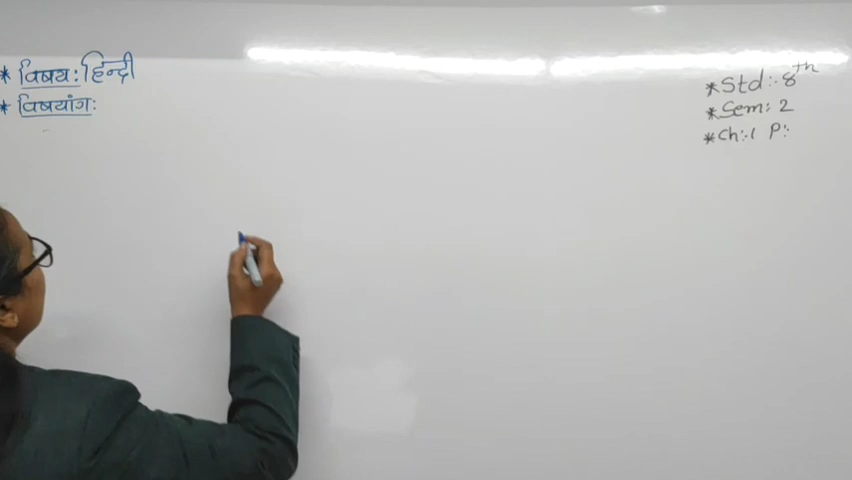 * विषय: हिन्दी
* विषयांग:
* Std:- 8th
* Sem: 2
* Ch:-1 P:-